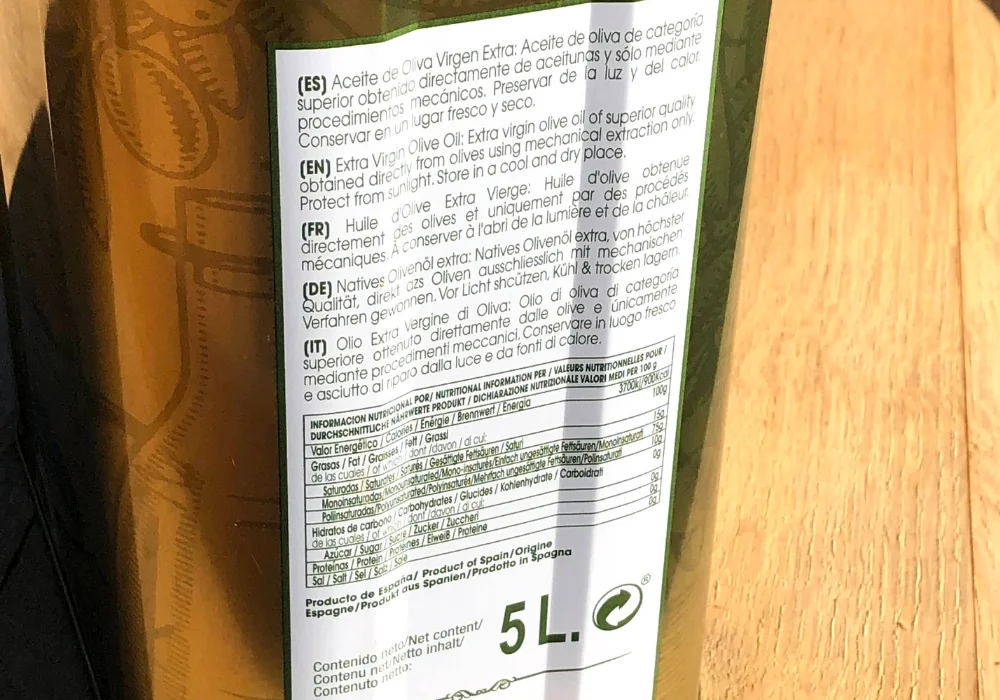 (ES) Aceite de Oliva Virgen Extra: Aceite de oliva de categoría
superior obtenido directamente de aceitunas y sólo mediante
procedimientos mecánicos. Preservar de la luz y del calor.
Conservar en un lugar fresco y seco.
(EN) Extra Virgin Olive Oil: Extra virgin olive oil of superior quality
obtained directly from olives using mechanical extraction only.
Protect from sunlight. Store in a cool and dry place.
(FR) Huile d'Olive Extra Vierge: Huile d'olive obtenue
directement des olives et uniquement par des procédés
mécaniques. À conserver à l'abri de la lumière et de la châleur.
(DE) Natives Olivenöl extra: Natives Olivenöl extra, von höchster
Qualität, direkt azs Oliven ausschliesslich mit mechanischen
Verfahren gewonnen. Vor Licht shcützen, Kühl & trocken lagern.
(IT) Olio Extra Vergine di Oliva: Olio di oliva di categoria
superiore ottenuto direttamente dalle olive e únicamente
mediante procedimenti meccanici. Conservare in luogo fresco
e asciutto al riparo dalla luce e da fonti di calore.
INFORMACION NUTRICIONAL POR/ NUTRITIONAL INFORMATION PER / VALEURS NUTRITIONNELLES POUR /
DURCHSCHNITTLICHE NÄHRWERTE PRODUKT / DICHIARAZIONE NUTRIZIONALE VALORI MEDI PER 100 g
Valor Energético / Calories / Énergie / Brennwert / Energia 3700KJ/900Kcal
Grasas / Fat / Graisses / Fett / Grassi 100g
de las cuales / of which / dont /davon / di cui:
Saturadas / Saturates / Saturés / Gesättigte Fettsäuren / Saturi 15g
Monoinsaturadas/Monounsaturated/Mono-insaturés/Einfach ungesättigte Fettsäuren/Monoinsaturati 75g
Poliinsaturadas/Polyunsaturated/Polyinsaturés/Mehrfach ungesättigte Fettsäuren/Polinsaturati 10g
Hidratos de carbono / Carbohydrates / Glucides / Kohlenhydrate / Carboidrati 0g
de las cuales / of which / dont /davon / di cui:
Azúcar / Sugar / Sucre / Zucker / Zuccheri 0g
Proteínas / Protein / Protéines / Eiweiß / Proteine 0g
Sal / Salt / Sel / Salz / Sale 0g
Producto de España/ Product of Spain/Origine
Espagne/Produkt aus Spanien/Prodotto in Spagna
Contenido neto/Net content/
Contenu net/Netto inhalt/
Contenuto netto:
5 L.
®